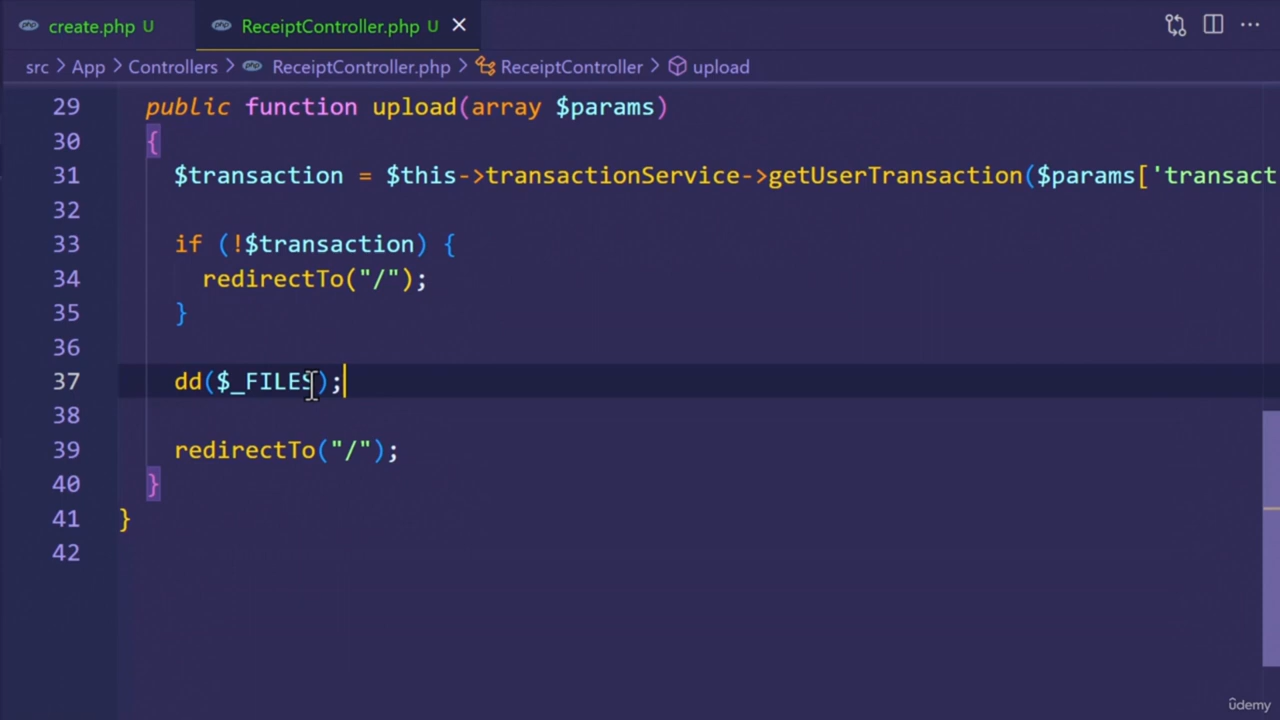 create.php U ReceiptController.php U
src > App > Controllers > ReceiptController.php > ReceiptController > upload
29 public function upload(array $params)
30 {
31 $transaction = $this->transactionService->getUserTransaction($params['transact
32
33 if (!$transaction) {
34 redirectTo("/");
35 }
36
37 dd($_FILES);
38
39 redirectTo("/");
40 }
41 }
42
ûdemy